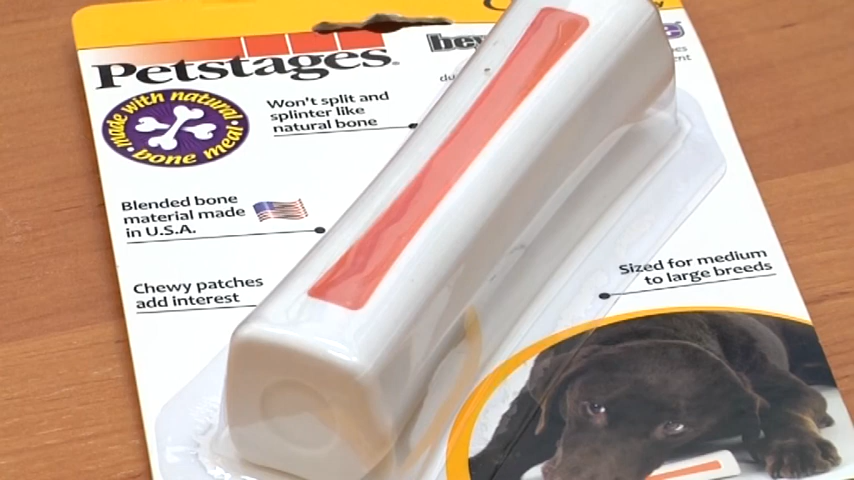 Petstages®
made with natural
bone meal
Won't split and
splinter like
natural bone
Blended bone
material made
in U.S.A.
Chewy patches
add interest
Sized for medium
to large breeds